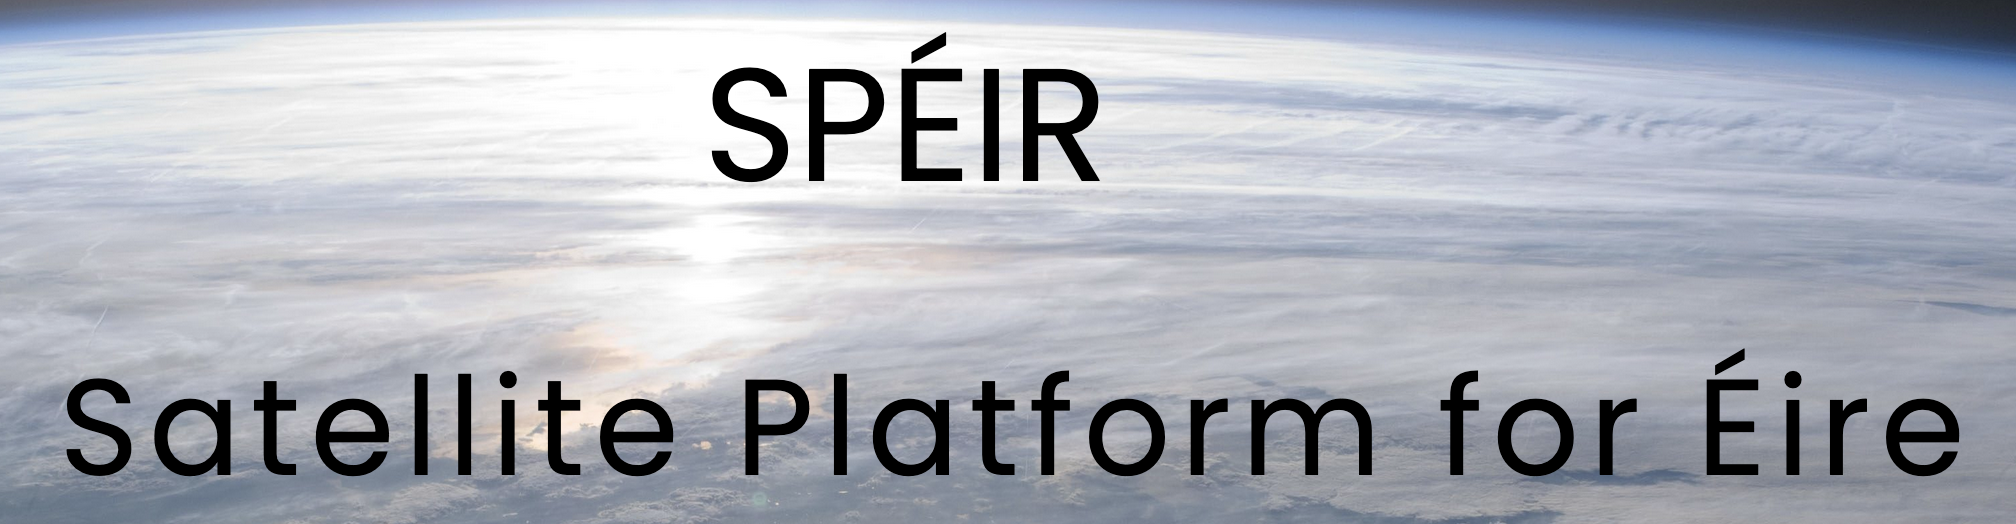 SPÉIR
Satellite Platform for Éire